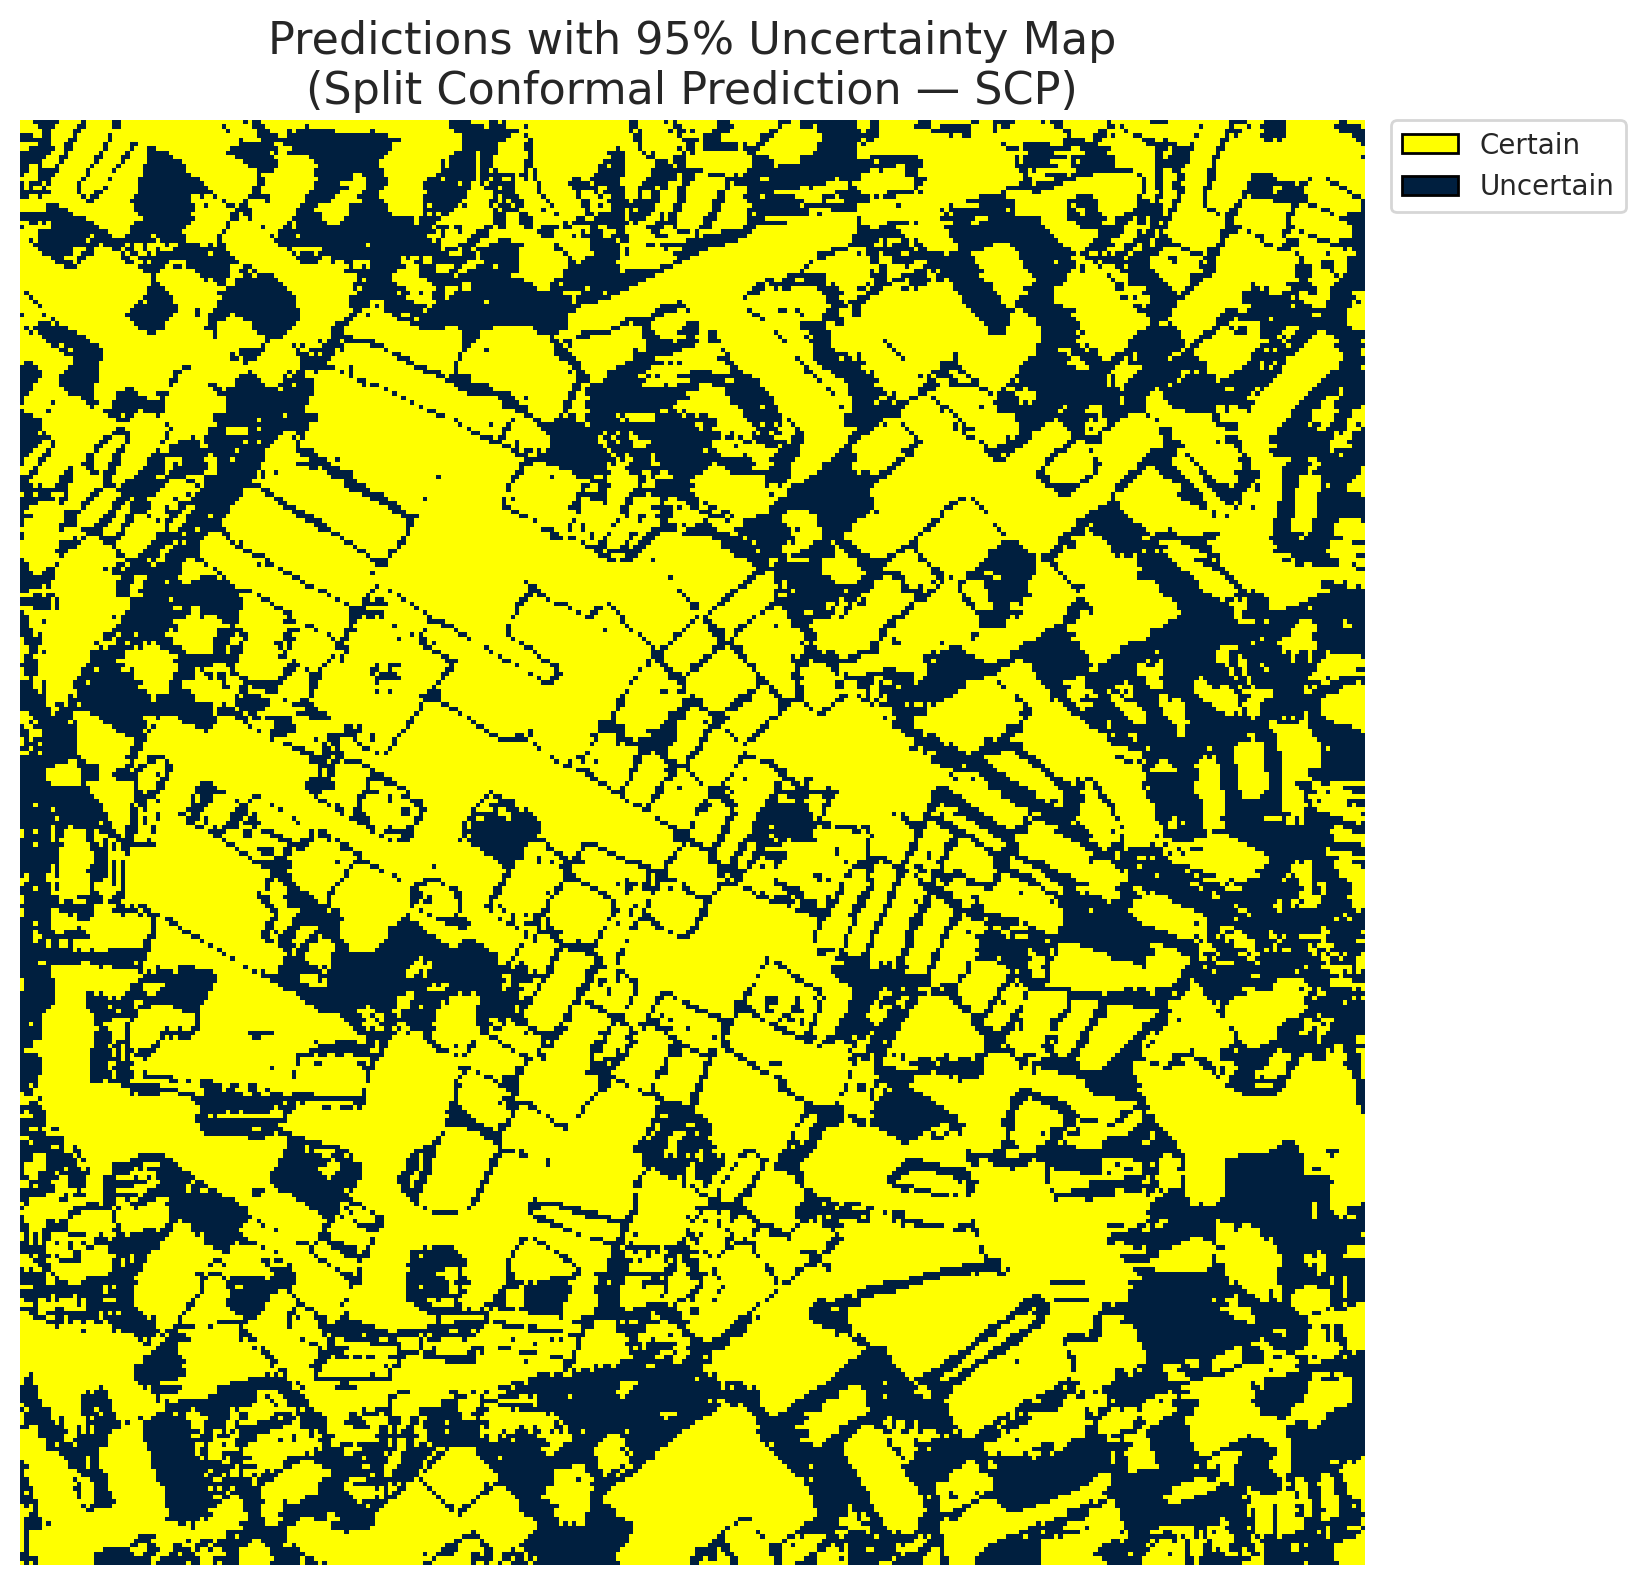 Predictions with 95% Uncertainty Map
(Split Conformal Prediction — SCP)
Certain
Uncertain